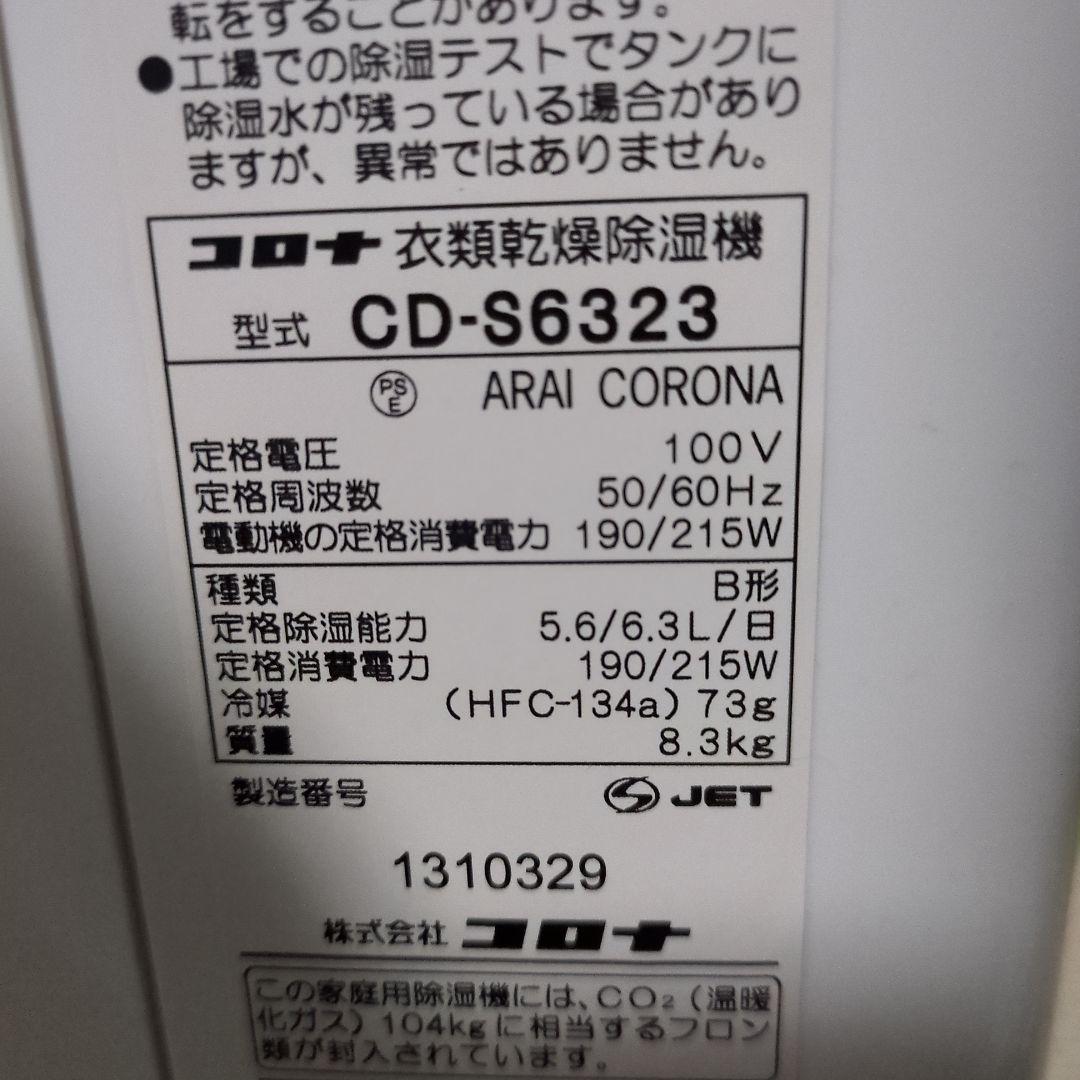 転をすることがあります。
●工場での除湿テストでタンクに
除湿水が残っている場合があり
ますが、異常ではありません。
コロナ 衣類乾燥除湿機
型式 CD-S6323
PSE ARAI CORONA
定格電圧 100V
定格周波数 50/60Hz
電動機の定格消費電力 190/215W
種類 B形
定格除湿能力 5.6/6.3L/日
定格消費電力 190/215W
冷媒 (HFC-134a) 73g
質量 8.3kg
製造番号 JET
1310329
株式会社 コロナ
この家庭用除湿機には、CO2(温暖
化ガス)104kgに相当するフロン
類が封入されています。